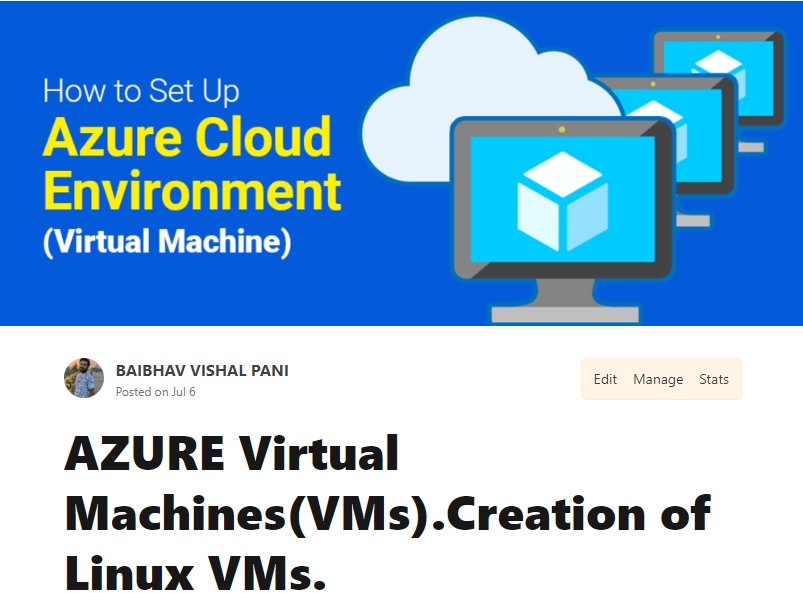 How to Set Up
Azure Cloud
Environment
(Virtual Machine)
BAIBHAV VISHAL PANI
Posted on Jul 6
Edit Manage Stats
AZURE Virtual
Machines(VMs).Creation of
Linux VMs.